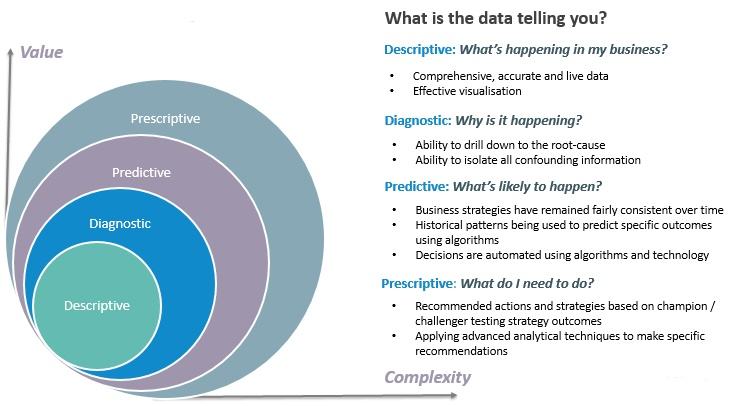 What is the data telling you?
Value
Descriptive: What's happening in my business?
• Comprehensive, accurate and live data
• Effective visualisation
Prescriptive
Diagnostic: Why is it happening?
• Ability to drill down to the root-cause
• Ability to isolate all confounding information
Predictive
Predictive: What's likely to happen?
• Business strategies have remained fairly consistent over time
• Historical patterns being used to predict specific outcomes
using algorithms
• Decisions are automated using algorithms and technology
Diagnostic
Prescriptive: What do I need to do?
• Recommended actions and strategies based on champion /
challenger testing strategy outcomes
• Applying advanced analytical techniques to make specific
recommendations
Descriptive
Complexity